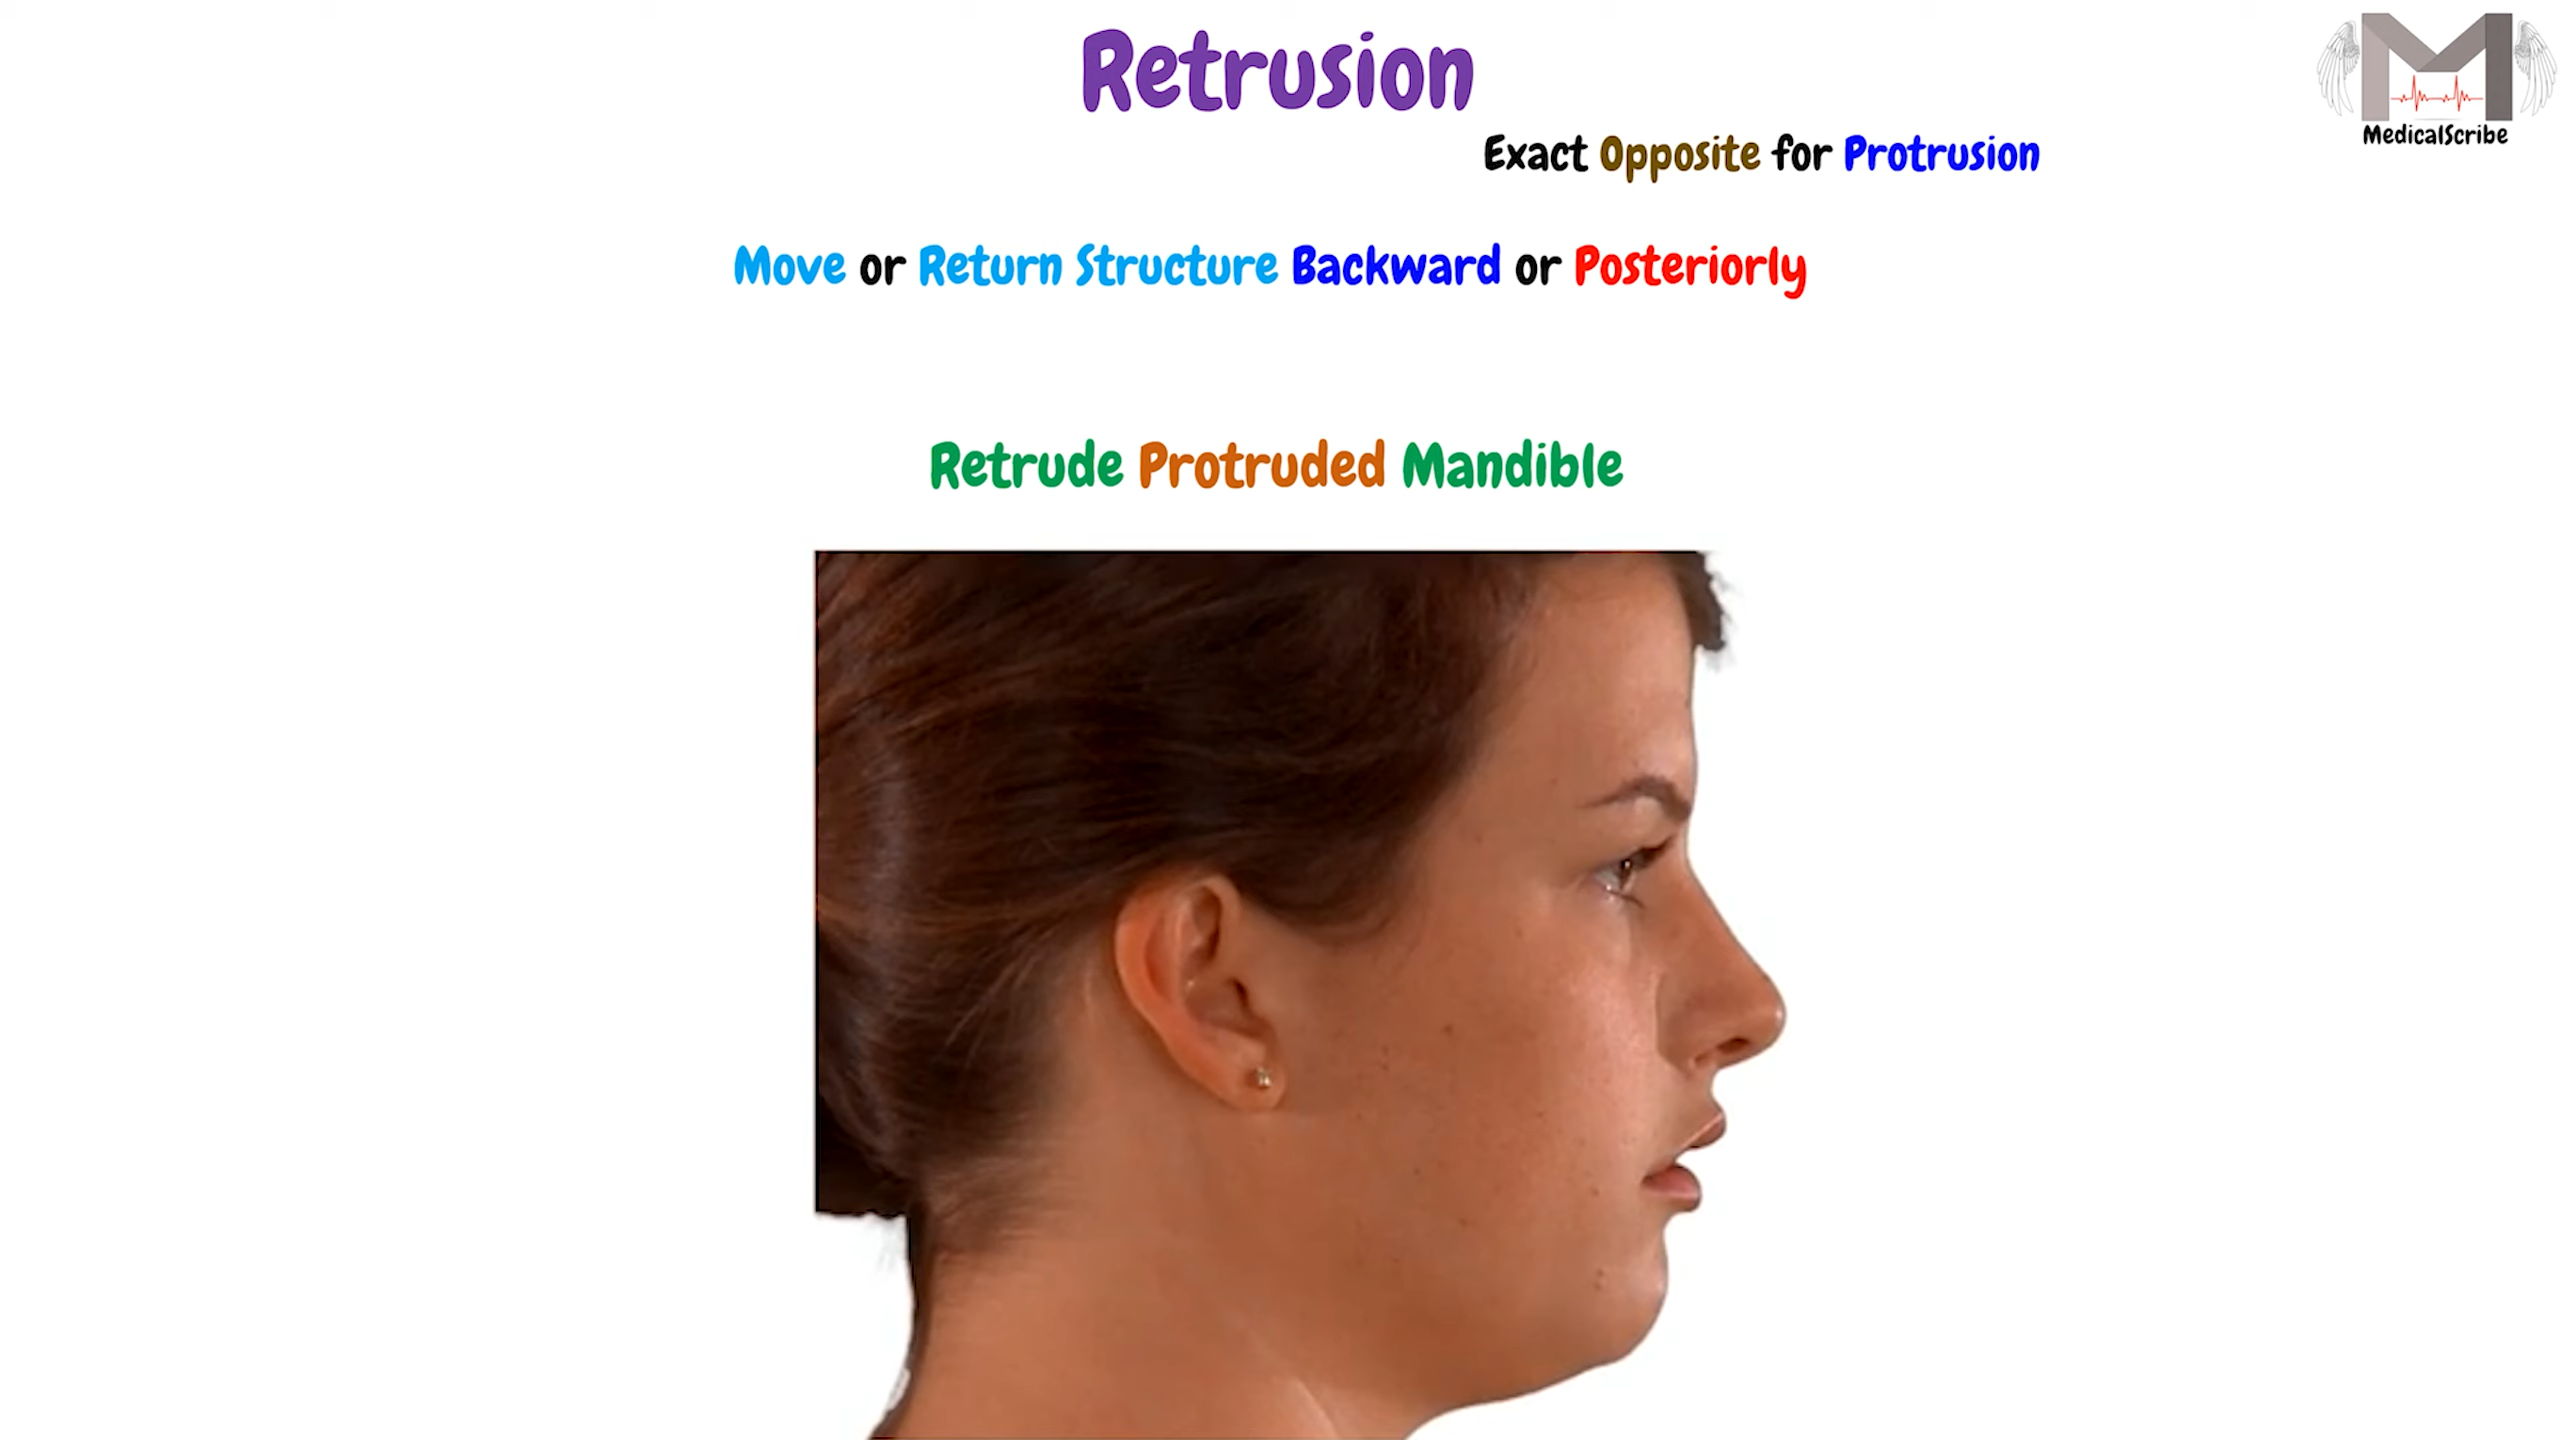 Retrusion
Exact Opposite for Protrusion
MedicalScribe
Move or Return Structure Backward or Posteriorly
Retrude Protruded Mandible